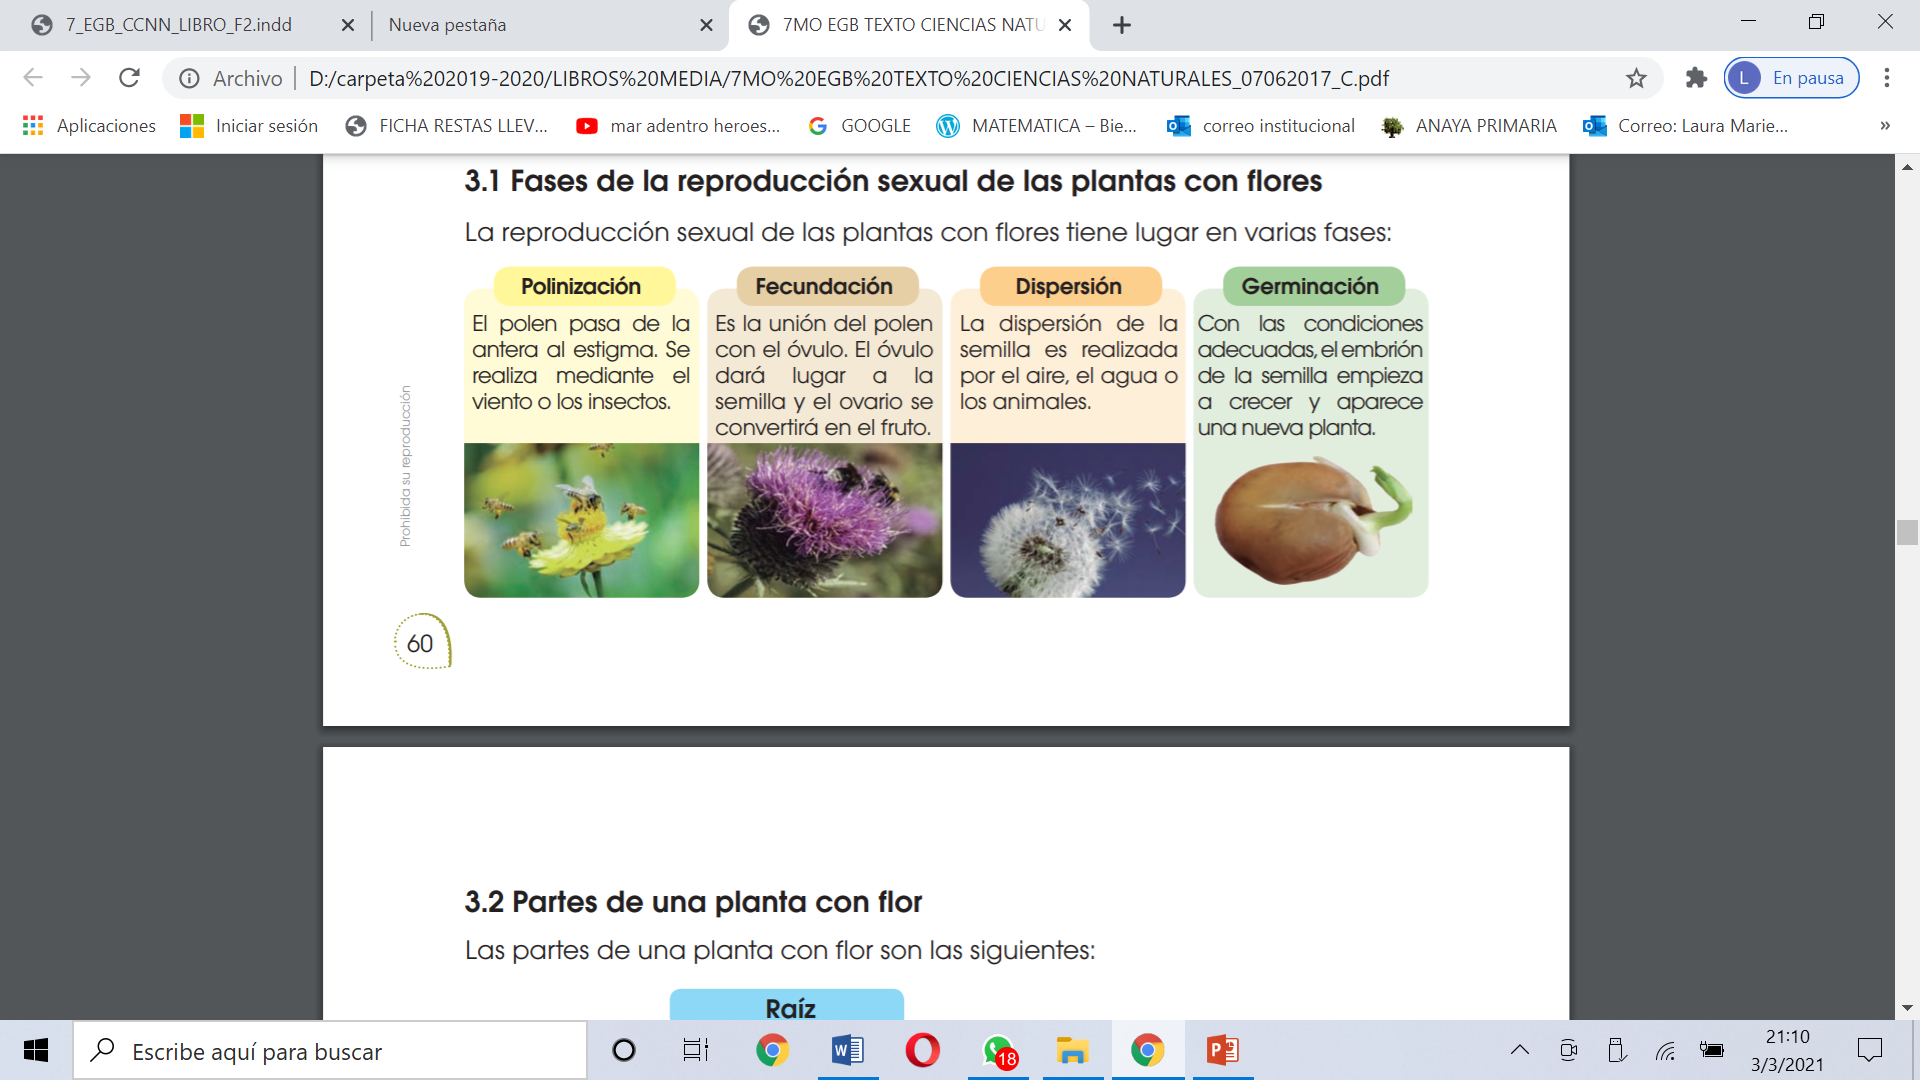 7_EGB_CCNN_LIBRO_F2.indd
Nueva pestaña
7MO EGB TEXTO CIENCIAS NATU
Archivo
D:/carpeta%202019-2020/LIBROS%20MEDIA/7MO%20EGB%20TEXTO%20CIENCIAS%20NATURALES_07062017_C.pdf
L
En pausa
Aplicaciones
Iniciar sesión
FICHA RESTAS LLEV...
mar adentro heroes...
GOOGLE
MATEMATICA – Bie...
correo institucional
ANAYA PRIMARIA
Correo: Laura Marie...
»
3.1 Fases de la reproducción sexual de las plantas con flores
La reproducción sexual de las plantas con flores tiene lugar en varias fases:
Polinización
El polen pasa de la
antera al estigma. Se
realiza mediante el
viento o los insectos.
Fecundación
Es la unión del polen
con el óvulo. El óvulo
dará lugar a la
semilla y el ovario se
convertirá en el fruto.
Dispersión
La dispersión de la
semilla es realizada
por el aire, el agua o
los animales.
Germinación
Con las condiciones
adecuadas, el embrión
de la semilla empieza
a crecer y aparece
una nueva planta.
Prohibida su reproducción
60
3.2 Partes de una planta con flor
Las partes de una planta con flor son las siguientes:
Raíz
Escribe aquí para buscar
18
21:10
3/3/2021